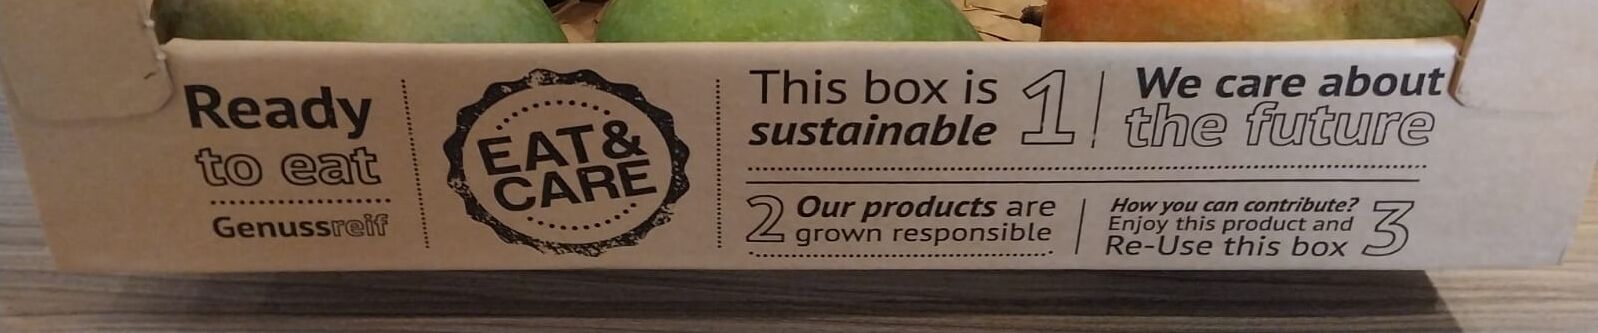 Ready
to eat
Genussreif
EAT&
CARE
This box is
sustainable
1
We care about
the future
2
Our products are
grown responsible
How you can contribute?
Enjoy this product and
Re-Use this box
3